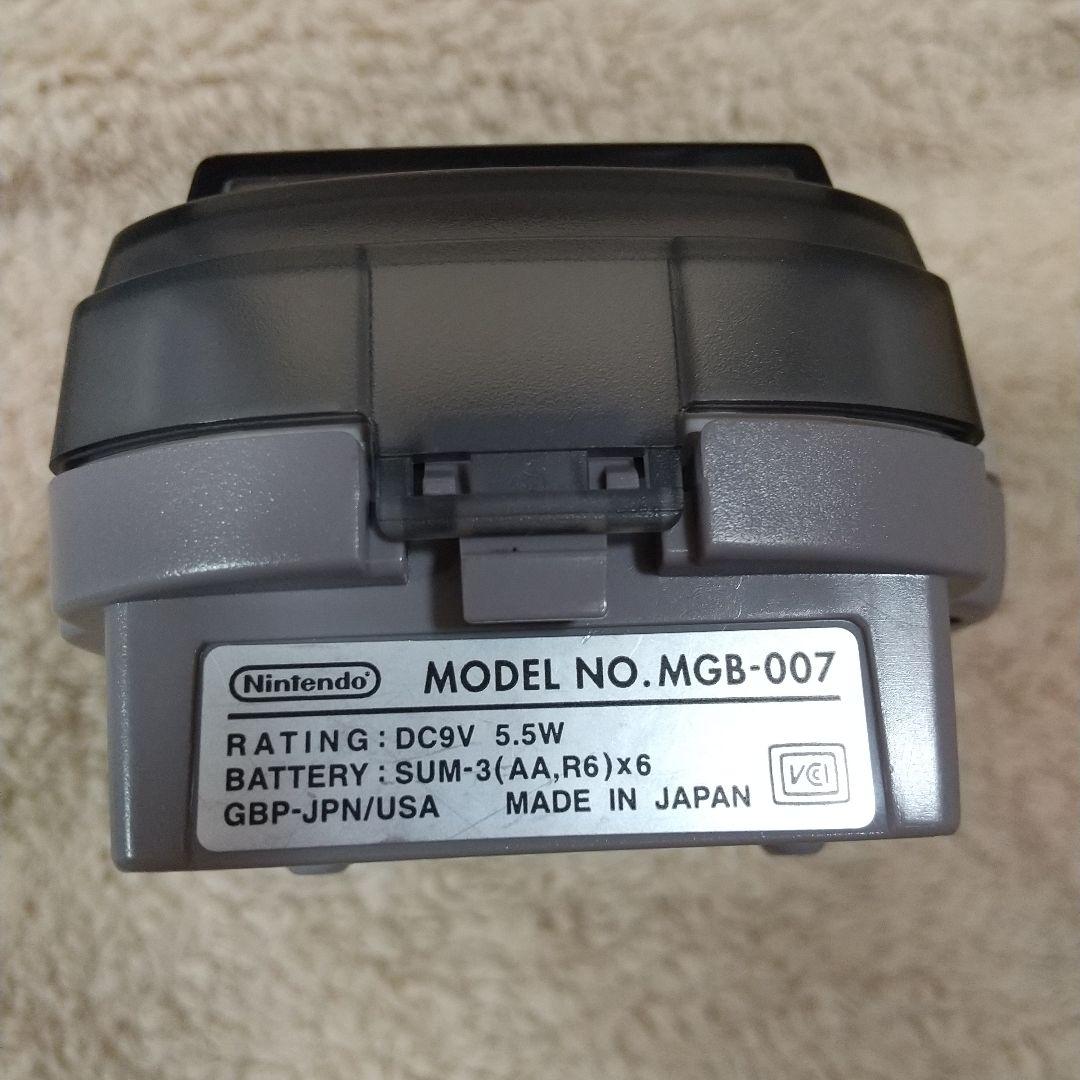 Nintendo MODEL NO. MGB-007
RATING : DC9V 5.5W
BATTERY : SUM-3(AA,R6)x6
GBP-JPN/USA MADE IN JAPAN
VCCI